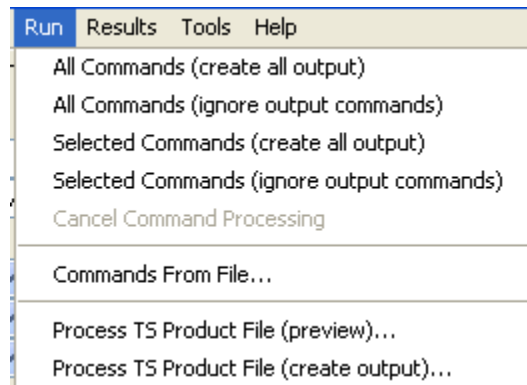 Run Results Tools Help
All Commands (create all output)
All Commands (ignore output commands)
Selected Commands (create all output)
Selected Commands (ignore output commands)
Cancel Command Processing
Commands From File...
Process TS Product File (preview)...
Process TS Product File (create output)...